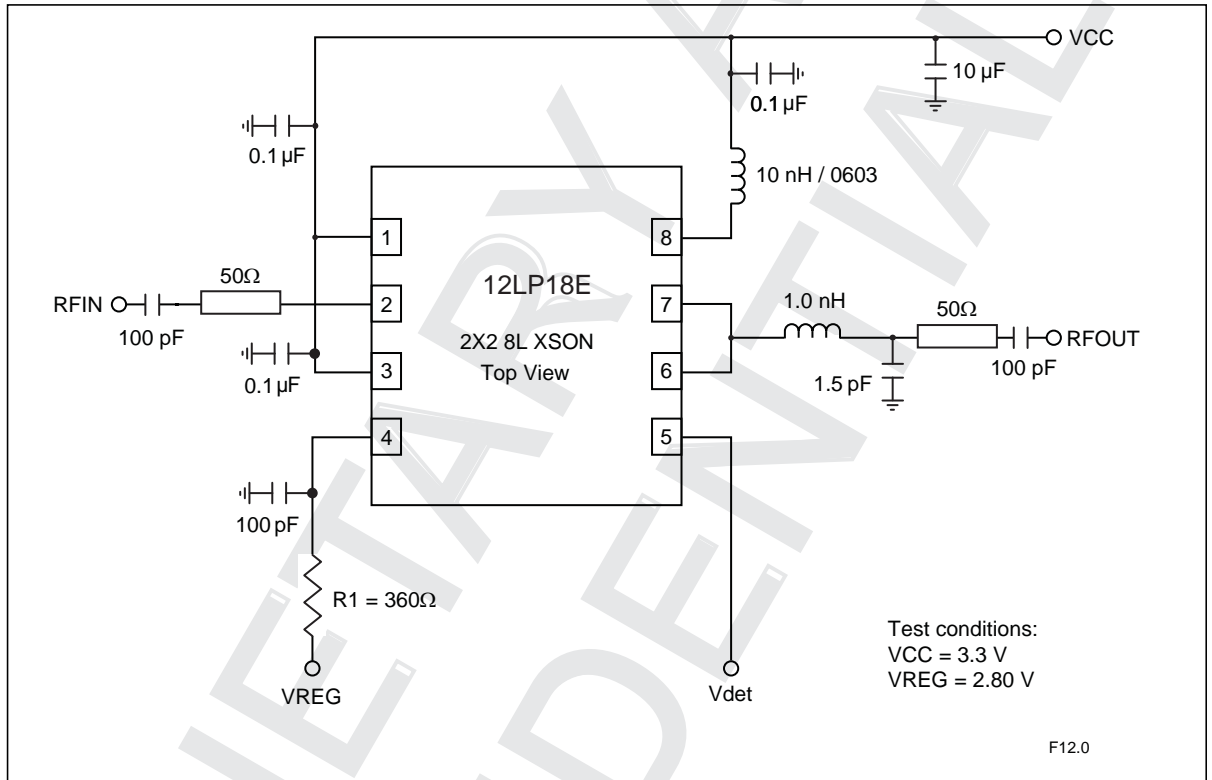 VCC
10 µF
0.1 µF
0.1 µF
10 nH / 0603
1
8
12LP18E
50Ω
RFIN
2
7
1.0 nH
50Ω
100 pF
2X2 8L XSON
Top View
RFOUT
100 pF
0.1 µF
3
6
1.5 pF
4
5
100 pF
R1 = 360Ω
VREG
Vdet
Test conditions:
VCC = 3.3 V
VREG = 2.80 V
F12.0